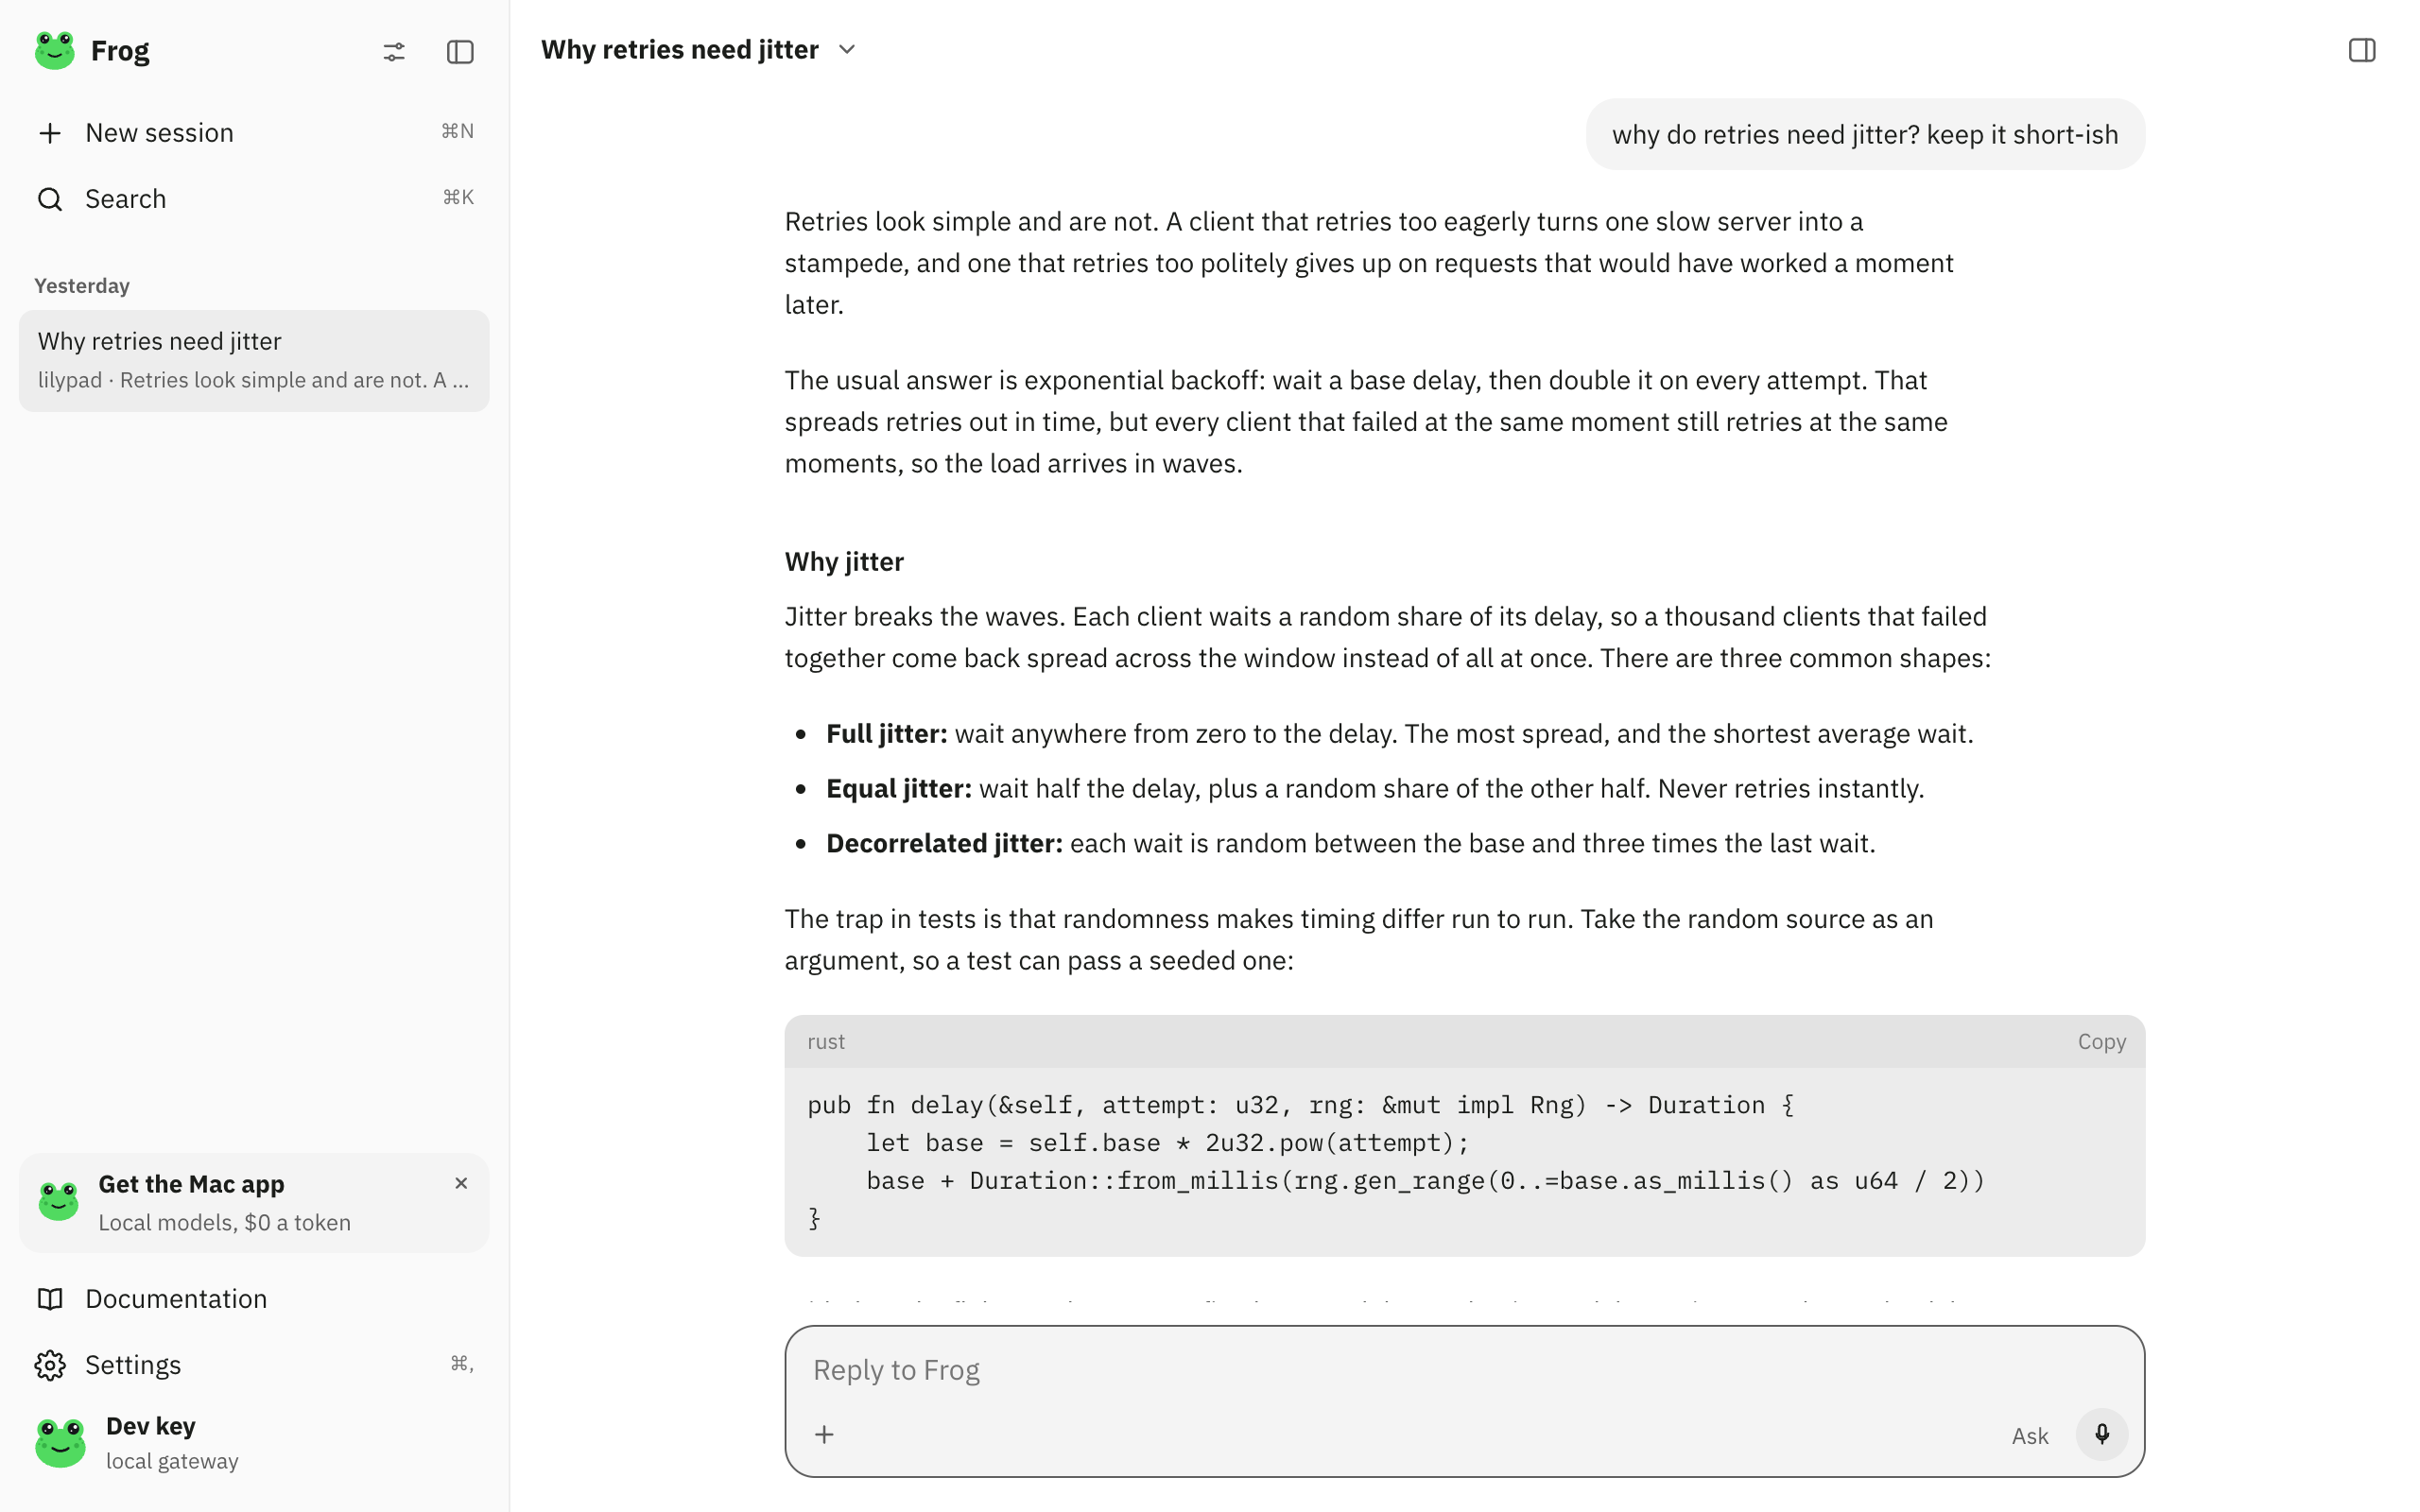 Frog
New session ⌘N
Search ⌘K
Yesterday
Why retries need jitter
lilypad · Retries look simple and are not. A ...
Get the Mac app
Local models, $0 a token
Documentation
Settings ⌘,
Dev key
local gateway
Why retries need jitter
why do retries need jitter? keep it short-ish
Retries look simple and are not. A client that retries too eagerly turns one slow server into a
stampede, and one that retries too politely gives up on requests that would have worked a moment
later.
The usual answer is exponential backoff: wait a base delay, then double it on every attempt. That
spreads retries out in time, but every client that failed at the same moment still retries at the same
moments, so the load arrives in waves.
Why jitter
Jitter breaks the waves. Each client waits a random share of its delay, so a thousand clients that failed
together come back spread across the window instead of all at once. There are three common shapes:
• Full jitter: wait anywhere from zero to the delay. The most spread, and the shortest average wait.
• Equal jitter: wait half the delay, plus a random share of the other half. Never retries instantly.
• Decorrelated jitter: each wait is random between the base and three times the last wait.
The trap in tests is that randomness makes timing differ run to run. Take the random source as an
argument, so a test can pass a seeded one:
rust
Copy
pub fn delay(&self, attempt: u32, rng: &mut impl Rng) -> Duration {
    let base = self.base * 2u32.pow(attempt);
    base + Duration::from_millis(rng.gen_range(0..=base.as_millis() as u64 / 2))
}
Reply to Frog
Ask